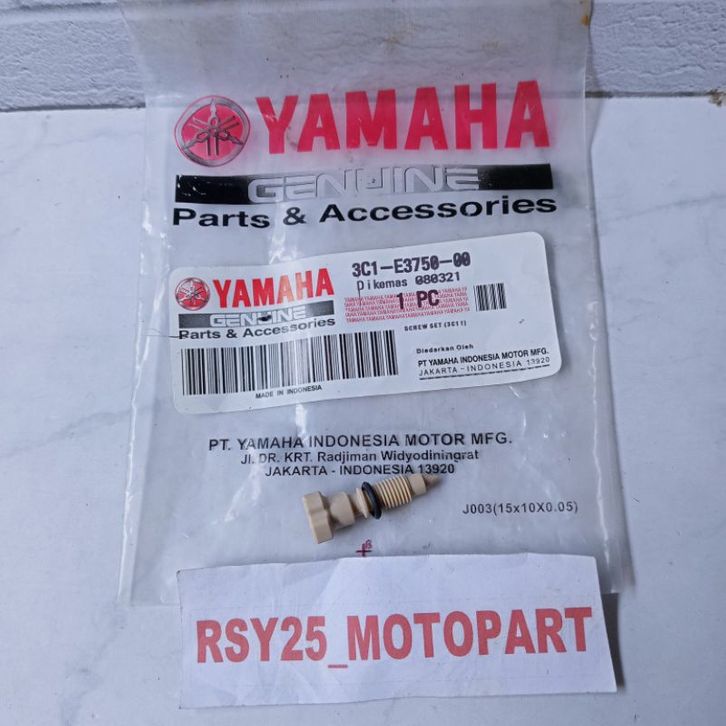 YAMAHA
GENUINE
Parts & Accessories
YAMAHA
GENUINE
Parts & Accessories
MADE IN INDONESIA
3C1-E3750-00
Dikemas 080321
1 PC
SCREW SET (3C1 1)
Diedarkan Oleh
PT YAMAHA INDONESIA MOTOR MFG.
JAKARTA - INDONESIA 13920
PT. YAMAHA INDONESIA MOTOR MFG.
Jl. DR. KRT. Radjiman Widyodiningrat
JAKARTA - INDONESIA 13920
J003(15x10X0.05)
RSY25_MOTOPART